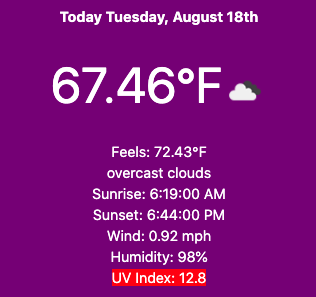 Today Tuesday, August 18th
67.46°F
Feels: 72.43°F
overcast clouds
Sunrise: 6:19:00 AM
Sunset: 6:44:00 PM
Wind: 0.92 mph
Humidity: 98%
UV Index: 12.8